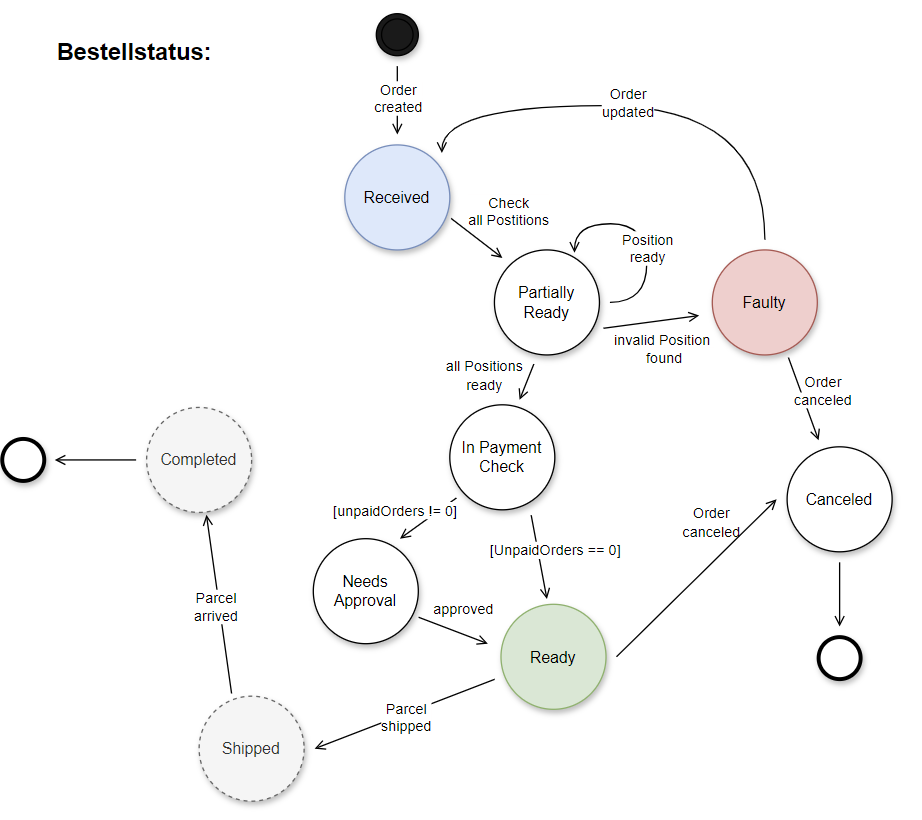 Bestellstatus:
Order
created
Order
updated
Received
Check
all Postitions
Position
ready
Partially
Ready
Faulty
invalid Position
found
all Positions
ready
Order
canceled
In Payment
Check
Completed
Canceled
[unpaidOrders != 0]
Order
canceled
[UnpaidOrders == 0]
Needs
Approval
approved
Parcel
arrived
Ready
Parcel
shipped
Shipped